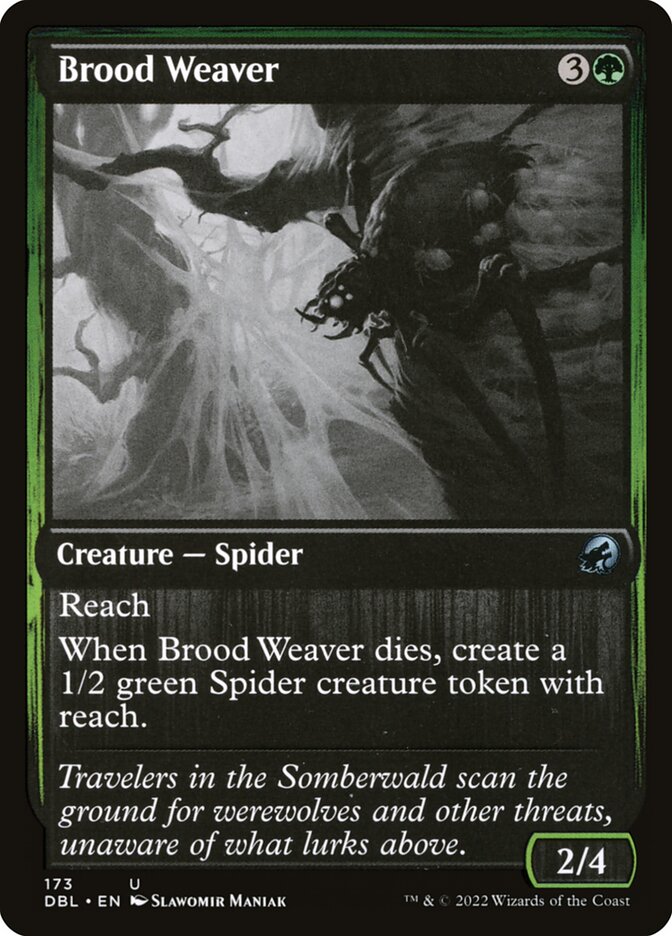 Brood Weaver 3
Creature — Spider
Reach
When Brood Weaver dies, create a
1/2 green Spider creature token with
reach.
Travelers in the Somberwald scan the
ground for werewolves and other threats,
unaware of what lurks above.
2/4
173 U
DBL • EN Slawomir Maniak ™ & © 2022 Wizards of the Coast